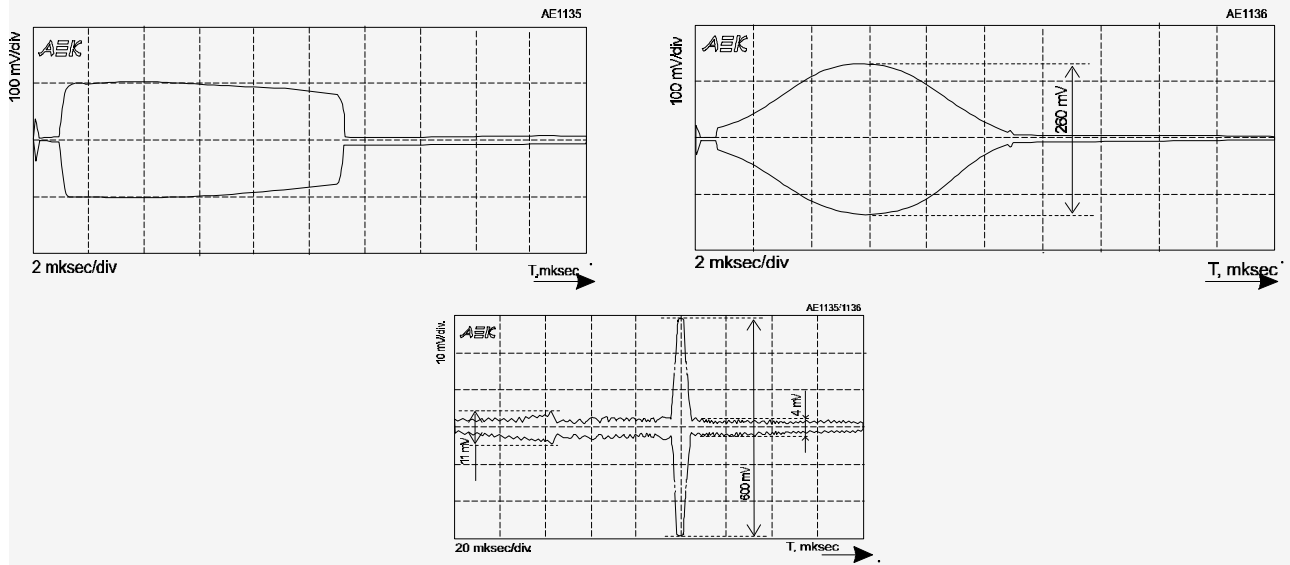 AE1135
100 mV/div
AEK
2 mksec/div
T,mksec
AE1136
100 mV/div
AEK
260 mV
2 mksec/div
T, mksec
AE1135/1136
10 mV/div.
AEK
11 mV
4 mV
600 mV
20 mksec/div.
T, mksec